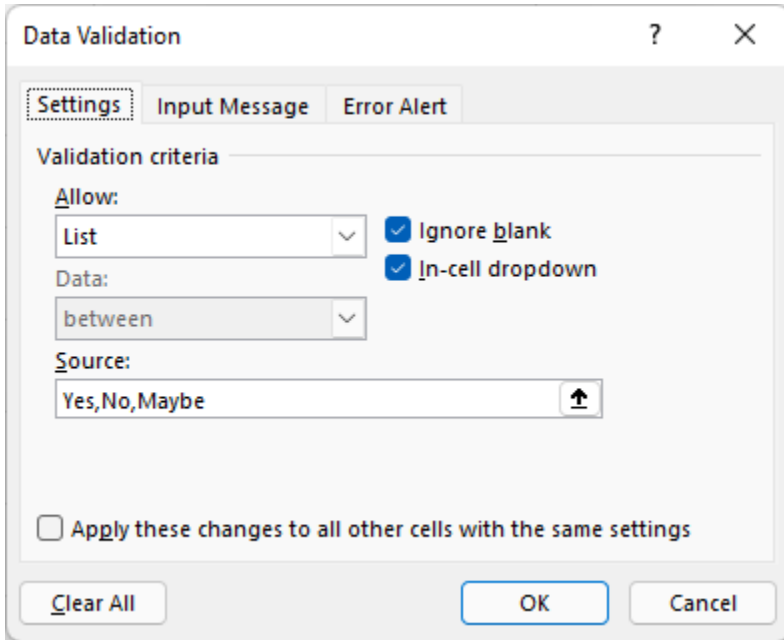 Data Validation ?
Settings Input Message Error Alert
Validation criteria
Allow:
List
Ignore blank
In-cell dropdown
Data:
between
Source:
Yes,No,Maybe
Apply these changes to all other cells with the same settings
Clear All OK Cancel